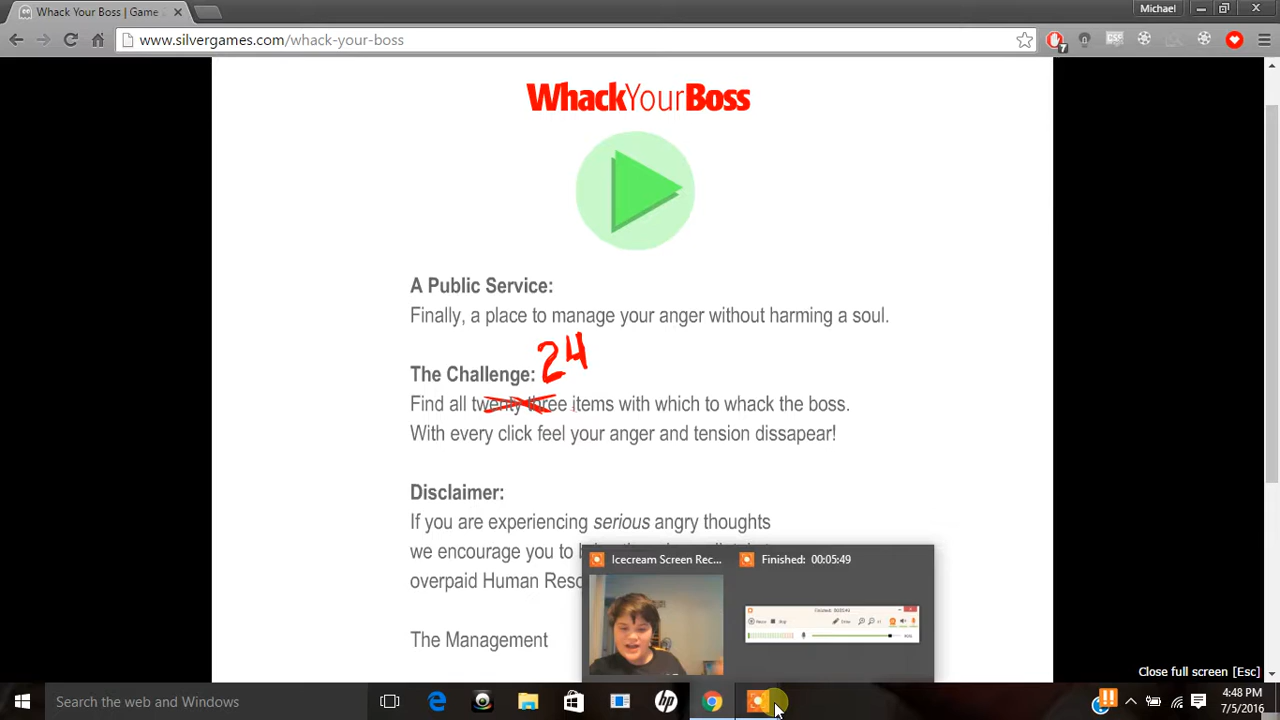 Whack Your Boss | Game
Michael
www.silvergames.com/whack-your-boss
7
WhackYourBoss
A Public Service:
Finally, a place to manage your anger without harming a soul.
24
The Challenge:
Find all twenty three items with which to whack the boss.
With every click feel your anger and tension dissapear!
Disclaimer:
If you are experiencing serious angry thoughts
we encourage you to
overpaid Human
The Management
Icecream Screen Rec...
Finished: 00:05:49
Close full screen [Esc]
Search the web and Windows
hp
4:48 PM
7/5/2016